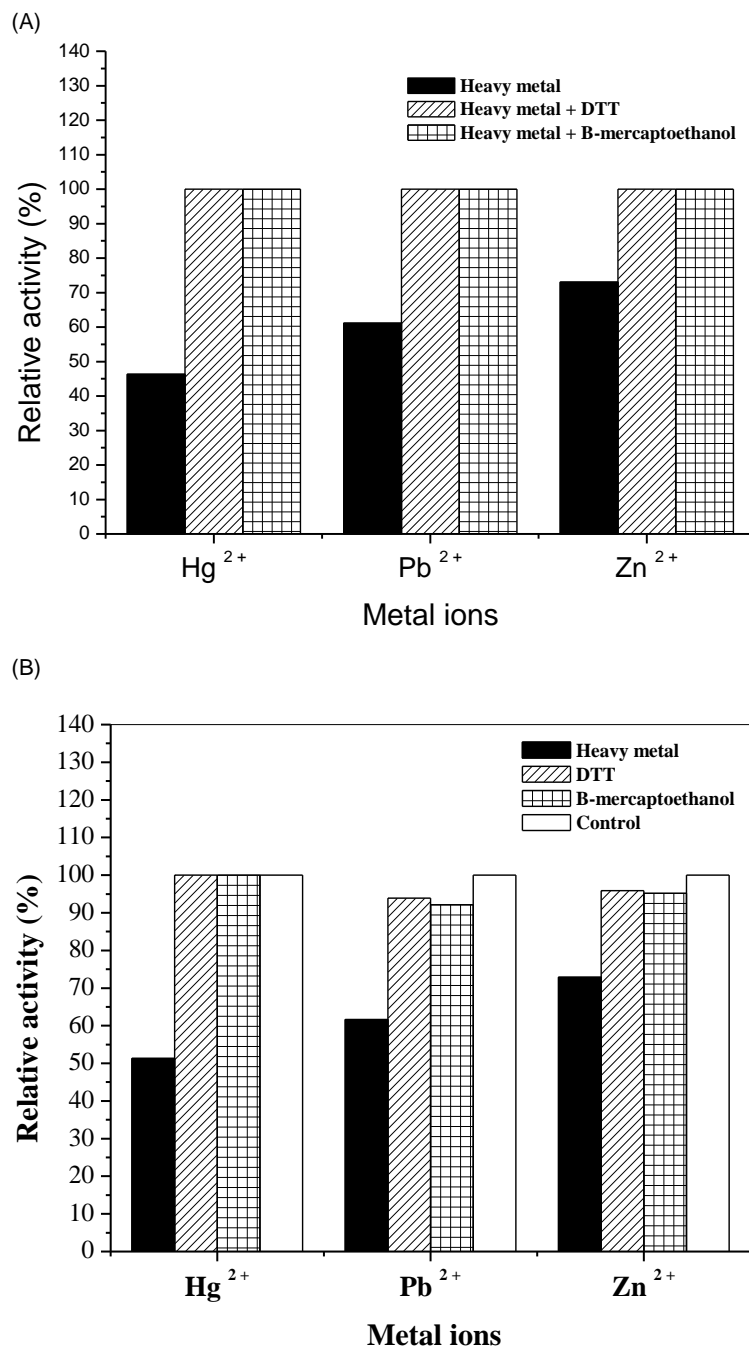 (A)
140
130
120
110
100
90
80
70
60
50
40
30
20
10
0
Relative activity (%)
Heavy metal
Heavy metal + DTT
Heavy metal + B-mercaptoethanol
Hg 2+ Pb 2+ Zn 2+
Metal ions
(B)
140
130
120
110
100
90
80
70
60
50
40
30
20
10
0
Relative activity (%)
Heavy metal
DTT
B-mercaptoethanol
Control
Hg 2+ Pb 2+ Zn 2+
Metal ions